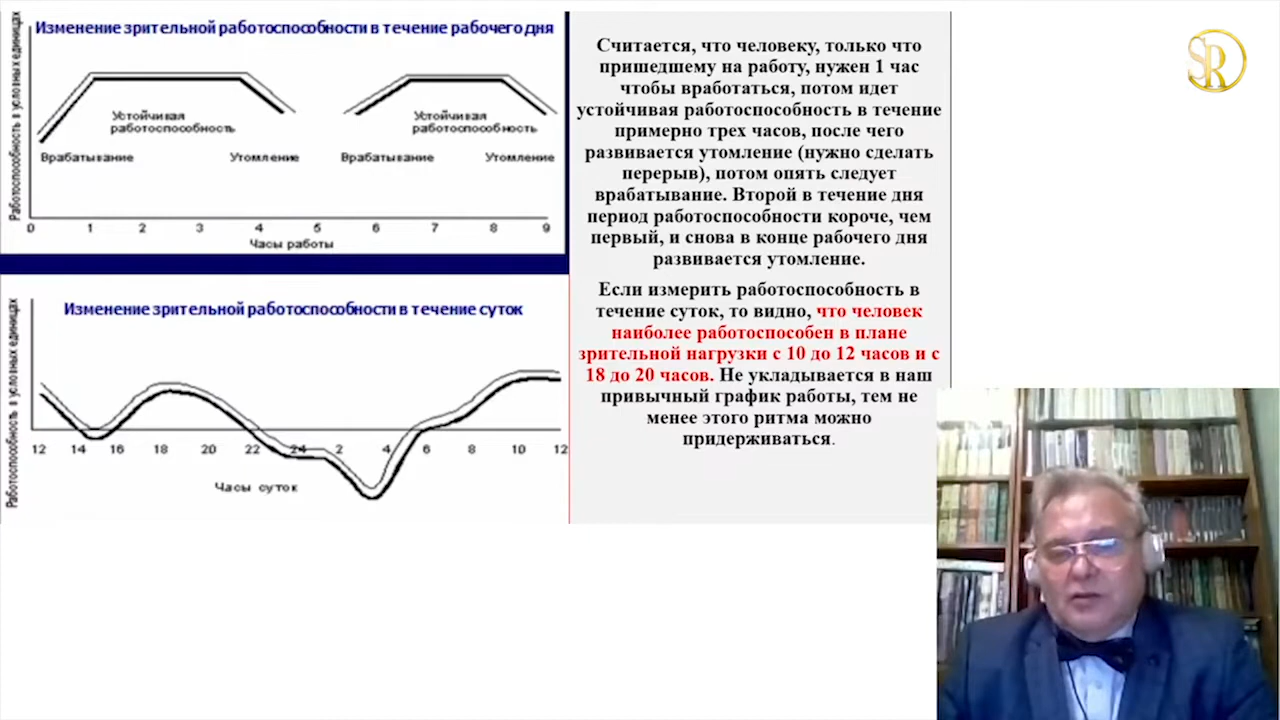 Изменение зрительной работоспособности в течение рабочего дня
Работоспособность в условных единицах
Устойчивая
работоспособность
Устойчивая
работоспособность
Врабатывание
Утомление
Врабатывание
Утомление
0 1 2 3 4 5 6 7 8 9
Часы работы
Изменение зрительной работоспособности в течение суток
Работоспособность в условных единицах
12 14 16 18 20 22 24 2 4 6 8 10 12
Часы суток
Считается, что человеку, только что
пришедшему на работу, нужен 1 час
чтобы вработаться, потом идет
устойчивая работоспособность в течение
примерно трех часов, после чего
развивается утомление (нужно сделать
перерыв), потом опять следует
врабатывание. Второй в течение дня
период работоспособности короче, чем
первый, и снова в конце рабочего дня
развивается утомление.
Если измерить работоспособность в
течение суток, то видно, что человек
наиболее работоспособен в плане
зрительной нагрузки с 10 до 12 часов и с
18 до 20 часов. Не укладывается в наш
привычный график работы, тем не
менее этого ритма можно
придерживаться.
SR